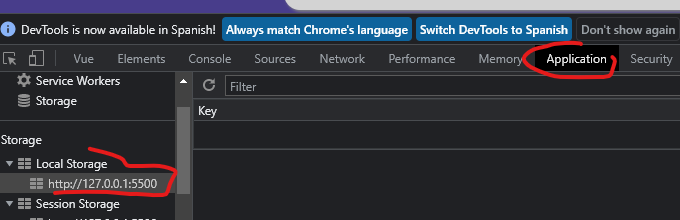 DevTools is now available in Spanish! Always match Chrome's language Switch DevTools to Spanish Don't show again
Vue Elements Console Sources Network Performance Memory Application Security
Service Workers
Storage
Filter
Key
Storage
Local Storage
http://127.0.0.1:5500
Session Storage